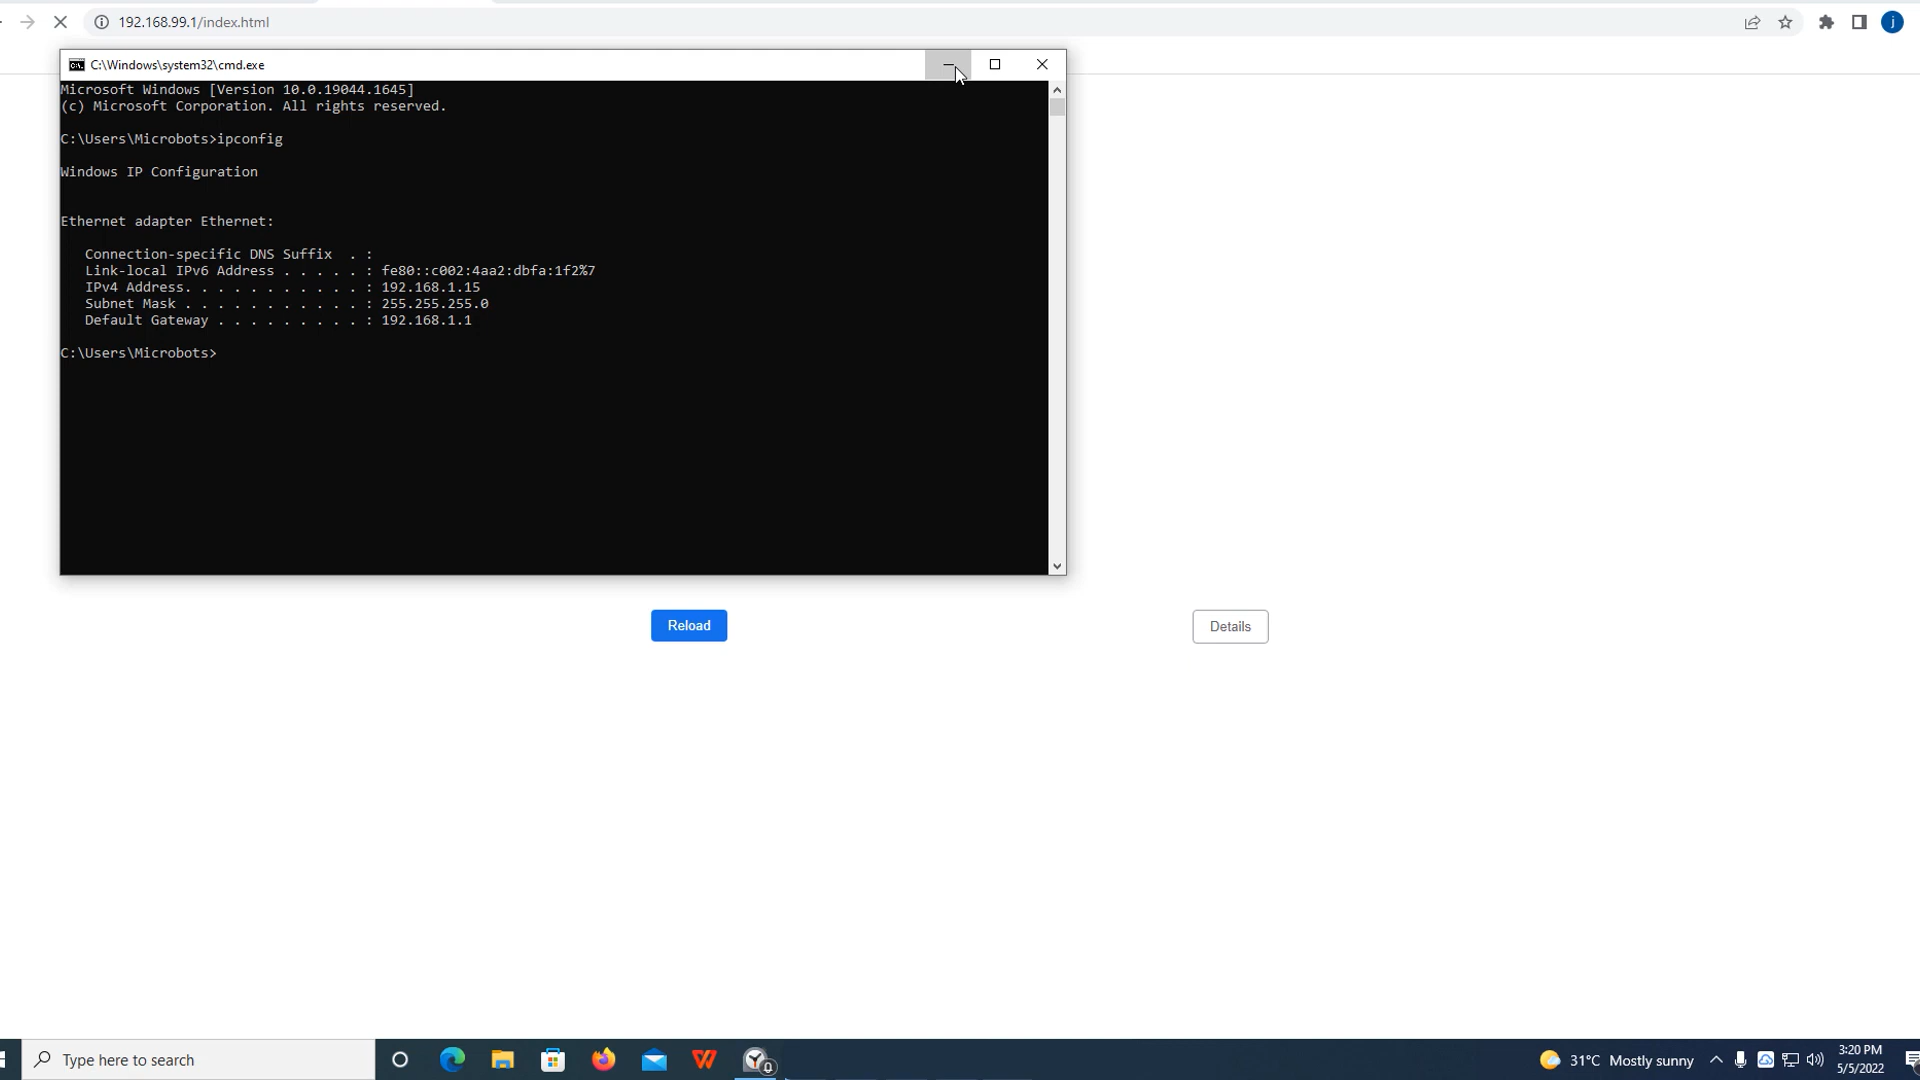 192.168.99.1/index.html
j
C:\Windows\system32\cmd.exe
Microsoft Windows [Version 10.0.19044.1645]
(c) Microsoft Corporation. All rights reserved.
C:\Users\Microbots>ipconfig
Windows IP Configuration
Ethernet adapter Ethernet:
Connection-specific DNS Suffix  . :
Link-local IPv6 Address . . . . . : fe80::c002:4aa2:dbfa:1f2%7
IPv4 Address. . . . . . . . . . . : 192.168.1.15
Subnet Mask . . . . . . . . . . . : 255.255.255.0
Default Gateway . . . . . . . . . : 192.168.1.1
C:\Users\Microbots>
Reload
Details
Type here to search
31°C Mostly sunny
3:20 PM
5/5/2022